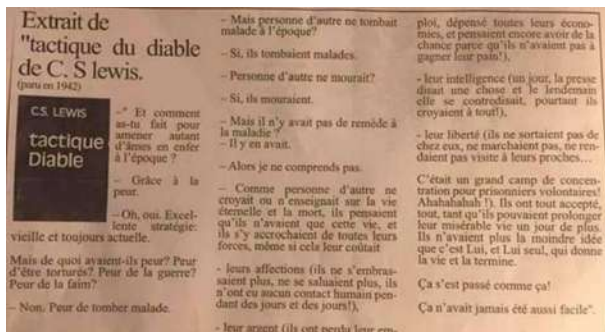 Extrait de
"tactique du diable
de C. S lewis.
(paru en 1942)
C.S. LEWIS
tactique
Diable
–" Et comment
as-tu fait pour
amener autant
d'âmes en enfer
à l'époque ?
– Grâce à la
peur.
– Oh, oui. Excel-
lente stratégie:
vieille et toujours actuelle.
Mais de quoi avaient-ils peur? Peur
d'être torturés? Peur de la guerre?
Peur de la faim?
– Non. Peur de tomber malade.
– Mais personne d'autre ne tombait
malade à l'époque?
– Si, ils tombaient malades.
– Personne d'autre ne mourait?
– Si, ils mouraient.
– Mais il n'y avait pas de remède à
la maladie ?
– Il y en avait.
– Alors je ne comprends pas.
– Comme personne d'autre ne
croyait ou n'enseignait sur la vie
éternelle et la mort, ils pensaient
qu'ils n'avaient que cette vie, et
ils s'y accrochaient de toutes leurs
forces, même si cela leur coûtait
- leurs affections (ils ne s'embras-
saient plus, ne se saluaient plus, ils
n'ont eu aucun contact humain pen-
dant des jours et des jours!),
- leur argent (ils ont perdu leur em-
ploi, dépensé toutes leurs écono-
mies, et pensaient encore avoir de la
chance parce qu'ils n'avaient pas à
gagner leur pain!),
- leur intelligence (un jour, la presse
disait une chose et le lendemain
elle se contredisait, pourtant ils
croyaient à tout!),
- leur liberté (ils ne sortaient pas de
chez eux, ne marchaient pas, ne ren-
daient pas visite à leurs proches…
C'était un grand camp de concen-
tration pour prisonniers volontaires!
Ahahahahah !). Ils ont tout accepté,
tout, tant qu'ils pouvaient prolonger
leur misérable vie un jour de plus.
Ils n'avaient plus la moindre idée
que c'est Lui, et Lui seul, qui donne
la vie et la termine.
Ça s'est passé comme ça!
Ça n'avait jamais été aussi facile".